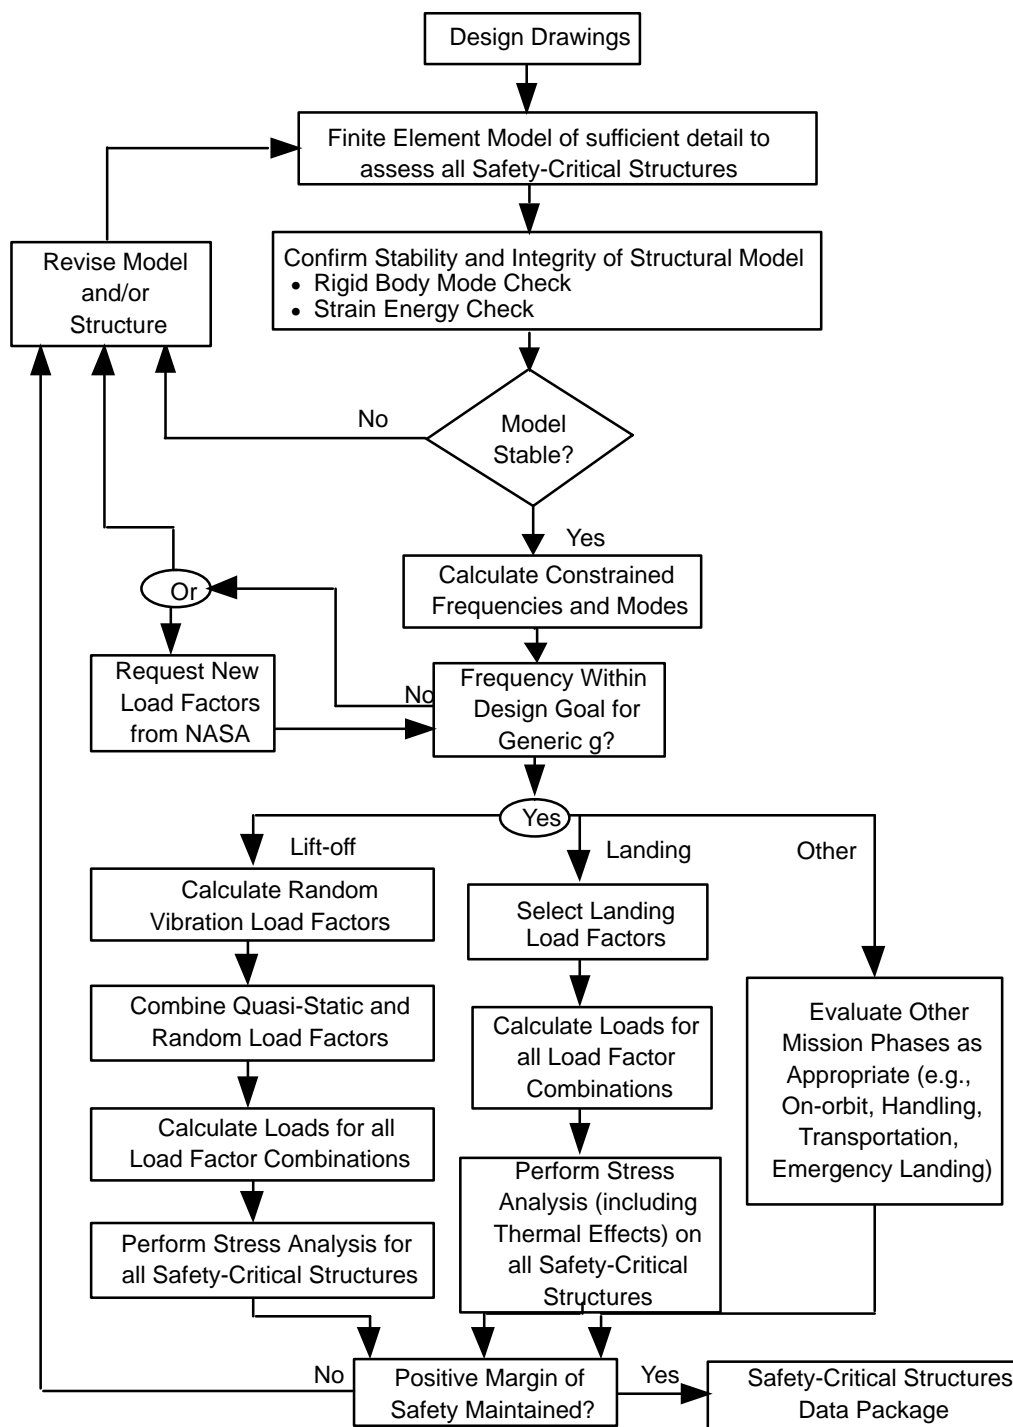 Design Drawings
Finite Element Model of sufficient detail to
assess all Safety-Critical Structures
Revise Model
and/or
Structure
Confirm Stability and Integrity of Structural Model
• Rigid Body Mode Check
• Strain Energy Check
No
Model
Stable?
Yes
Or
Calculate Constrained
Frequencies and Modes
Request New
Load Factors
from NASA
No
Frequency Within
Design Goal for
Generic g?
Yes
Lift-off
Landing
Other
Calculate Random
Vibration Load Factors
Select Landing
Load Factors
Combine Quasi-Static and
Random Load Factors
Calculate Loads for
all Load Factor
Combinations
Evaluate Other
Mission Phases as
Appropriate (e.g.,
On-orbit, Handling,
Transportation,
Emergency Landing)
Calculate Loads for all
Load Factor Combinations
Perform Stress
Analysis (including
Thermal Effects) on
all Safety-Critical
Structures
Perform Stress Analysis for
all Safety-Critical Structures
No
Positive Margin of
Safety Maintained?
Yes
Safety-Critical Structures
Data Package